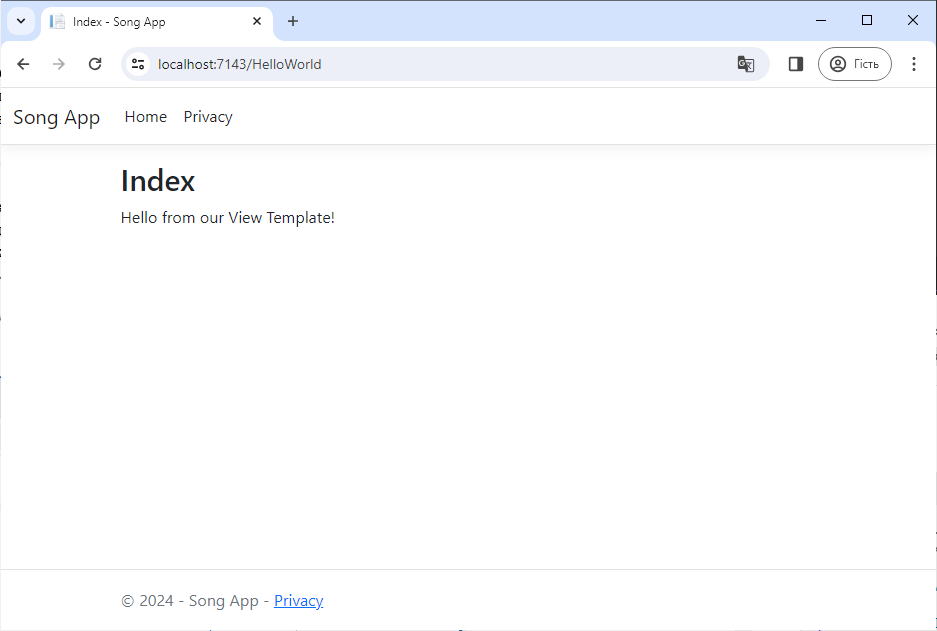 Index - Song App
localhost:7143/HelloWorld
Гість
Song App Home Privacy
Index
Hello from our View Template!
© 2024 - Song App - Privacy